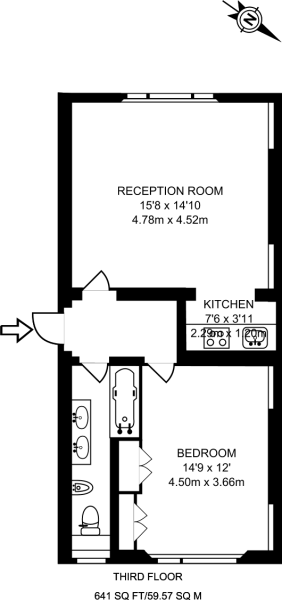 N
RECEPTION ROOM
15'8 x 14'10
4.78m x 4.52m
KITCHEN
7'6 x 3'11
2.29m x 1.20m
BEDROOM
14'9 x 12'
4.50m x 3.66m
THIRD FLOOR
641 SQ FT/59.57 SQ M